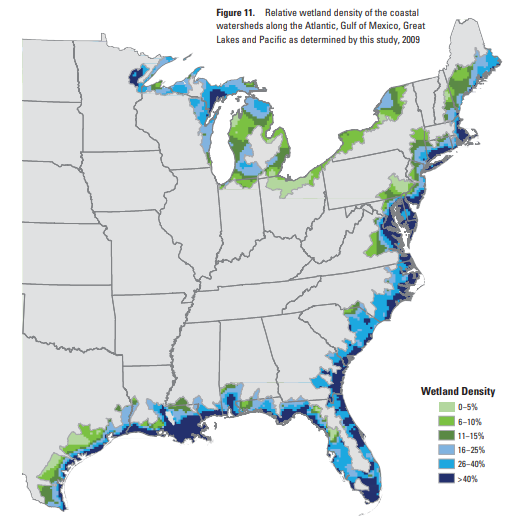 Figure 11. Relative wetland density of the coastal
watersheds along the Atlantic, Gulf of Mexico, Great
Lakes and Pacific as determined by this study, 2009
Wetland Density
0–5%
6–10%
11–15%
16–25%
26–40%
>40%